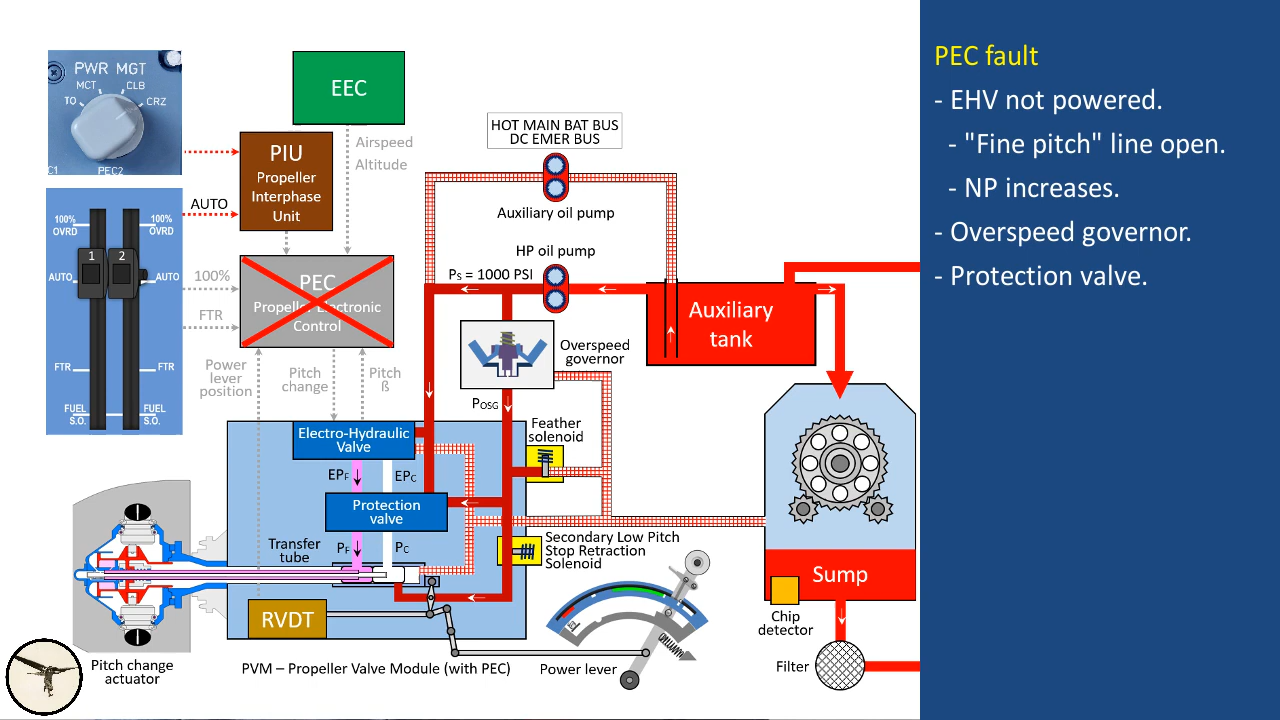 PWR MGT
MCT
CLB
TO
CRZ
C1
PEC2
EEC
Airspeed
Altitude
PIU
Propeller
Interphase
Unit
AUTO
100%
OVRD
100%
OVRD
1
2
AUTO
AUTO
FTR
FTR
FUEL
S.O.
FUEL
S.O.
100%
FTR
PEC
Propeller Electronic
Control
Power
lever
position
Pitch
change
Pitch
ß
HOT MAIN BAT BUS
DC EMER BUS
Auxiliary oil pump
HP oil pump
PS = 1000 PSI
Auxiliary
tank
Overspeed
governor
POSG
Feather
solenoid
Electro-Hydraulic
Valve
EPF
EPC
Protection
valve
PF
PC
Transfer
tube
Secondary Low Pitch
Stop Retraction
Solenoid
RVDT
Pitch change
actuator
PVM – Propeller Valve Module (with PEC)
Power lever
Sump
Chip
detector
Filter
PEC fault
- EHV not powered.
- "Fine pitch" line open.
- NP increases.
- Overspeed governor.
- Protection valve.